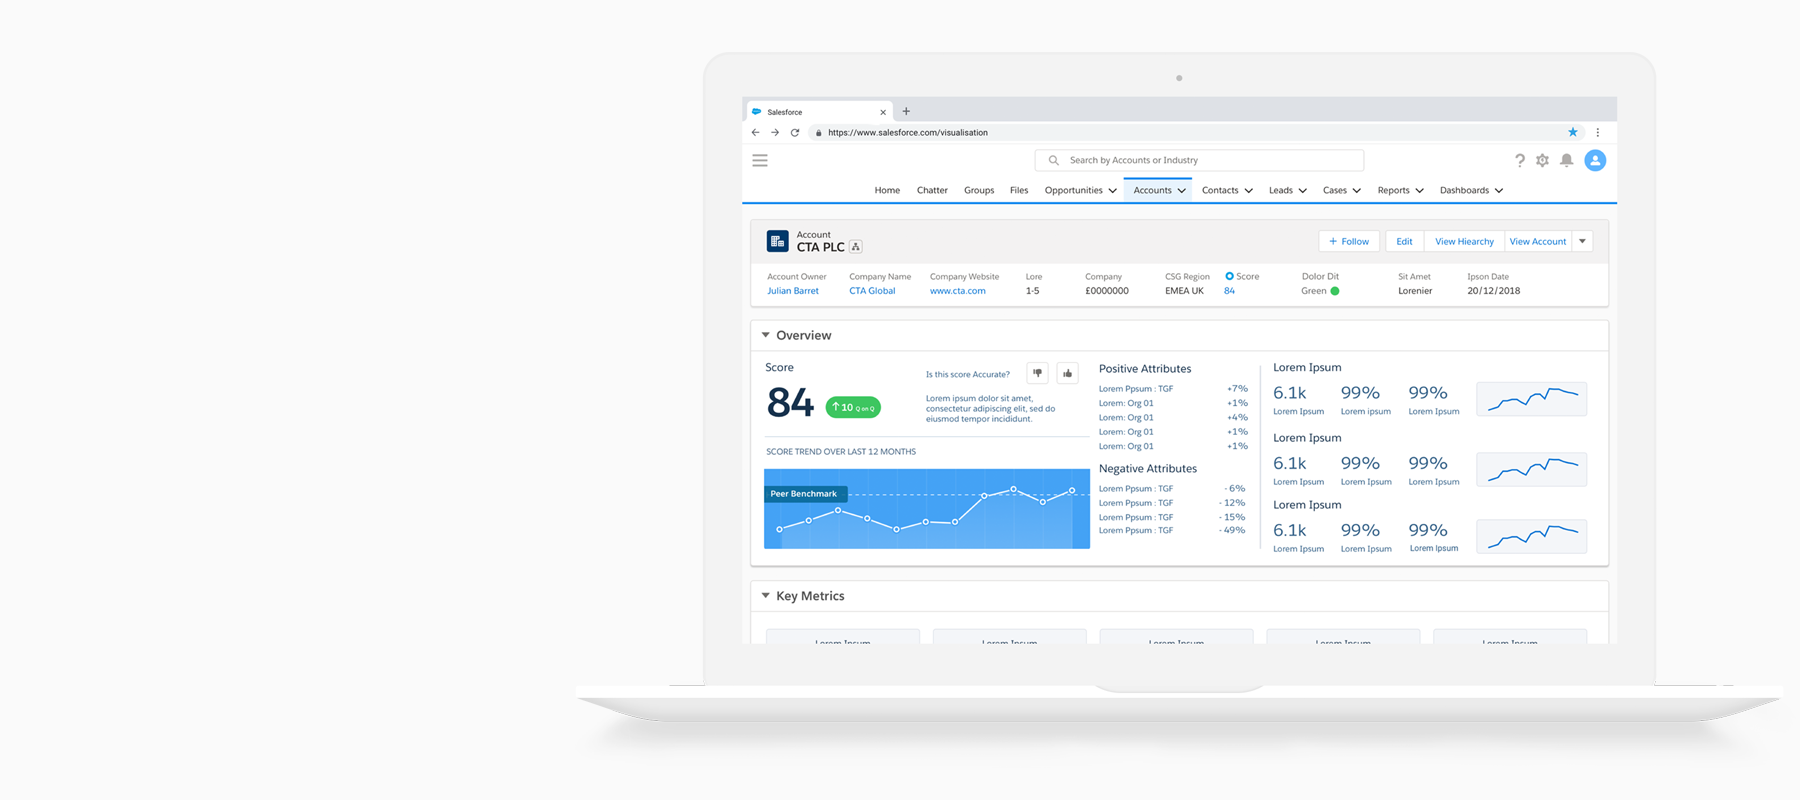 Salesforce
https://www.salesforce.com/visualisation
Search by Accounts or Industry
Home Chatter Groups Files Opportunities Accounts Contacts Leads Cases Reports Dashboards
Account
CTA PLC
+ Follow Edit View Hiearchy View Account
Account Owner Company Name Company Website Lore Company CSG Region Score Dolor Dit Sit Amet Ipson Date
Julian Barret CTA Global www.cta.com 1-5 £0000000 EMEA UK 84 Green Lorenier 20/12/2018
Overview
Score
84
↑10 Q on Q
Is this score Accurate?
Lorem ipsum dolor sit amet,
consectetur adipiscing elit, sed do
eiusmod tempor incididunt.
SCORE TREND OVER LAST 12 MONTHS
Peer Benchmark
Positive Attributes
Lorem Ppsum : TGF +7%
Lorem: Org 01 +1%
Lorem: Org 01 +4%
Lorem: Org 01 +1%
Lorem: Org 01 +1%
Negative Attributes
Lorem Ppsum : TGF - 6%
Lorem Ppsum : TGF - 12%
Lorem Ppsum : TGF - 15%
Lorem Ppsum : TGF - 49%
Lorem Ipsum
6.1k 99% 99%
Lorem Ipsum Lorem ipsum Lorem Ipsum
Lorem Ipsum
6.1k 99% 99%
Lorem Ipsum Lorem Ipsum Lorem Ipsum
Lorem Ipsum
6.1k 99% 99%
Lorem Ipsum Lorem Ipsum Lorem Ipsum
Key Metrics
Lorem Ipsum Lorem Ipsum Lorem Ipsum Lorem Ipsum Lorem Ipsum